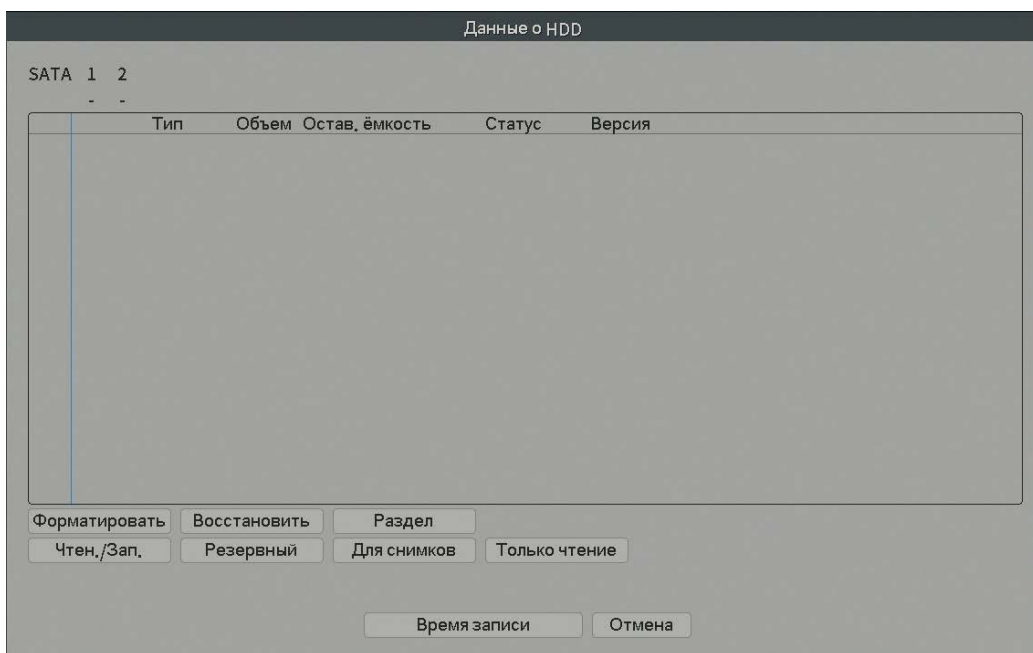 Данные о HDD
SATA 1 2
- -
Тип Объем Остав. ёмкость Статус Версия
Форматировать Восстановить Раздел
Чтен./Зап. Резервный Для снимков Только чтение
Время записи Отмена